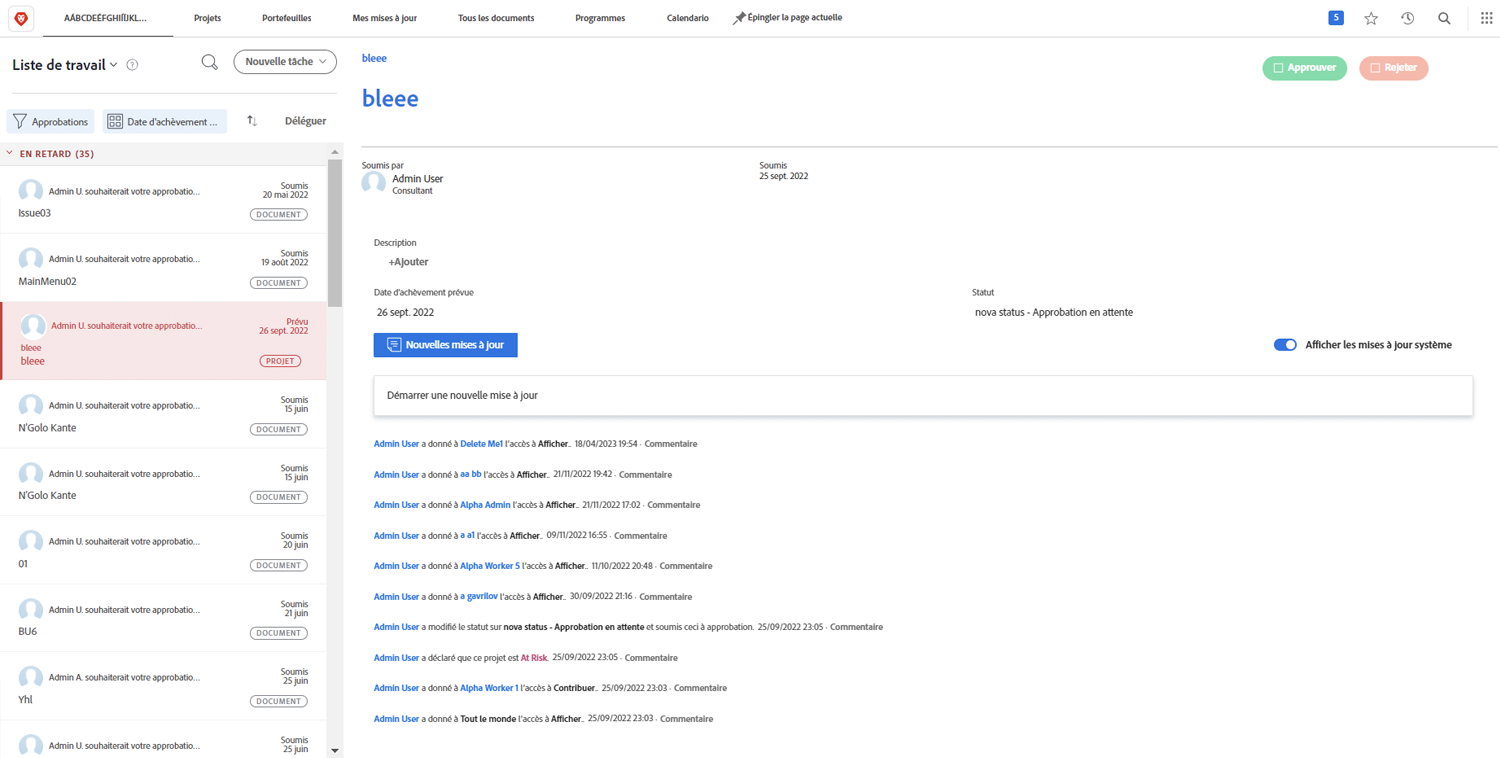 AÁBCDEÉFGHIÍÏJKL...
Projets
Portefeuilles
Mes mises à jour
Tous les documents
Programmes
Calendario
Épingler la page actuelle
5
Liste de travail
Nouvelle tâche
Approbations
Date d'achèvement ...
Déléguer
EN RETARD (35)
Admin U. souhaiterait votre approbatio...
Soumis
20 mai 2022
Issue03
DOCUMENT
Admin U. souhaiterait votre approbatio...
Soumis
19 août 2022
MainMenu02
DOCUMENT
Admin U. souhaiterait votre approbatio...
Prévu
26 sept. 2022
bleee
bleee
PROJET
Admin U. souhaiterait votre approbatio...
Soumis
15 juin
N'Golo Kante
DOCUMENT
Admin U. souhaiterait votre approbatio...
Soumis
15 juin
N'Golo Kante
DOCUMENT
Admin U. souhaiterait votre approbatio...
Soumis
20 juin
01
DOCUMENT
Admin U. souhaiterait votre approbatio...
Soumis
21 juin
BU6
DOCUMENT
Admin A. souhaiterait votre approbatio...
Soumis
25 juin
Yhl
DOCUMENT
Admin U. souhaiterait votre approbatio...
Soumis
25 juin
bleee
bleee
Approuver
Rejeter
Soumis par
Admin User
Consultant
Soumis
25 sept. 2022
Description
+Ajouter
Date d'achèvement prévue
26 sept. 2022
Statut
nova status - Approbation en attente
Nouvelles mises à jour
Afficher les mises à jour système
Démarrer une nouvelle mise à jour
Admin User a donné à Delete Me1 l'accès à Afficher.. 18/04/2023 19:54 · Commentaire
Admin User a donné à aa bb l'accès à Afficher.. 21/11/2022 19:42 · Commentaire
Admin User a donné à Alpha Admin l'accès à Afficher.. 21/11/2022 17:02 · Commentaire
Admin User a donné à a a1 l'accès à Afficher.. 09/11/2022 16:55 · Commentaire
Admin User a donné à Alpha Worker 5 l'accès à Afficher.. 11/10/2022 20:48 · Commentaire
Admin User a donné à a gavrilov l'accès à Afficher.. 30/09/2022 21:16 · Commentaire
Admin User a modifié le statut sur nova status - Approbation en attente et soumis ceci à approbation. 25/09/2022 23:05 · Commentaire
Admin User a déclaré que ce projet est At Risk. 25/09/2022 23:05 · Commentaire
Admin User a donné à Alpha Worker 1 l'accès à Contribuer.. 25/09/2022 23:03 · Commentaire
Admin User a donné à Tout le monde l'accès à Afficher.. 25/09/2022 23:03 · Commentaire